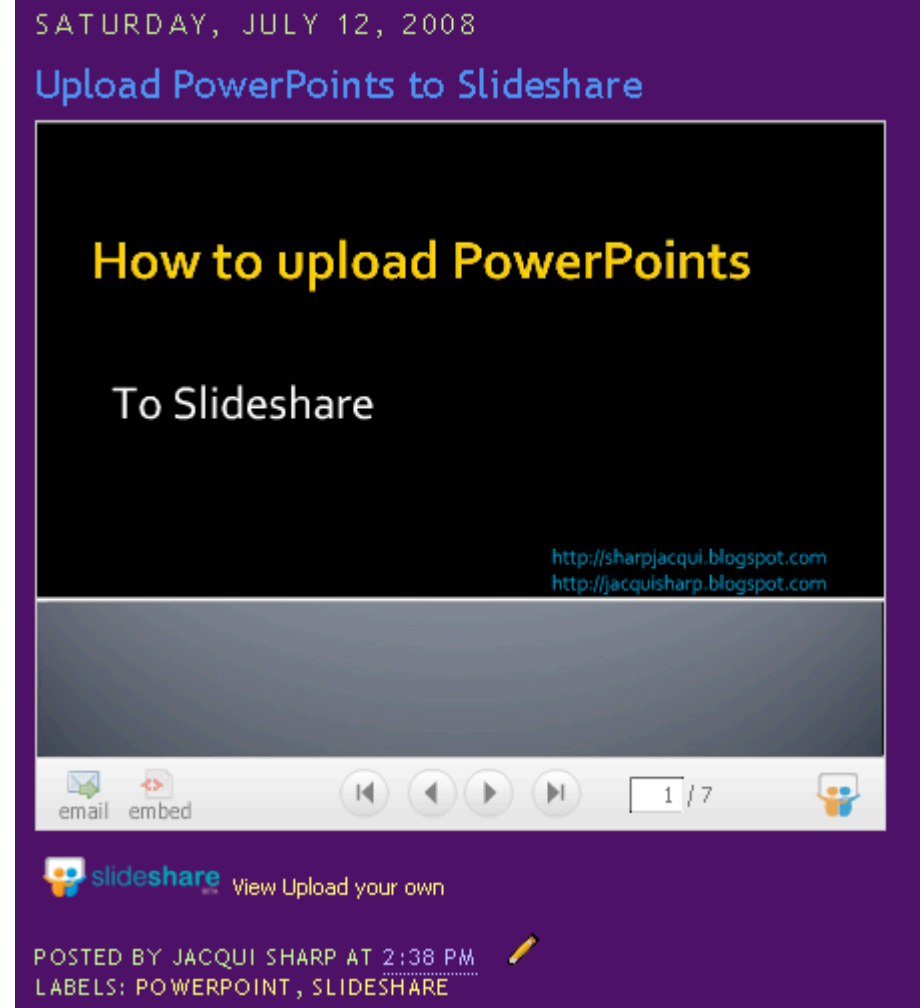 SATURDAY, JULY 12, 2008
Upload PowerPoints to Slideshare
How to upload PowerPoints
To Slideshare
http://sharpjacqui.blogspot.com
http://jacquisharp.blogspot.com
email embed 1 / 7
slideshare View Upload your own
POSTED BY JACQUI SHARP AT 2:38 PM
LABELS: POWERPOINT, SLIDESHARE